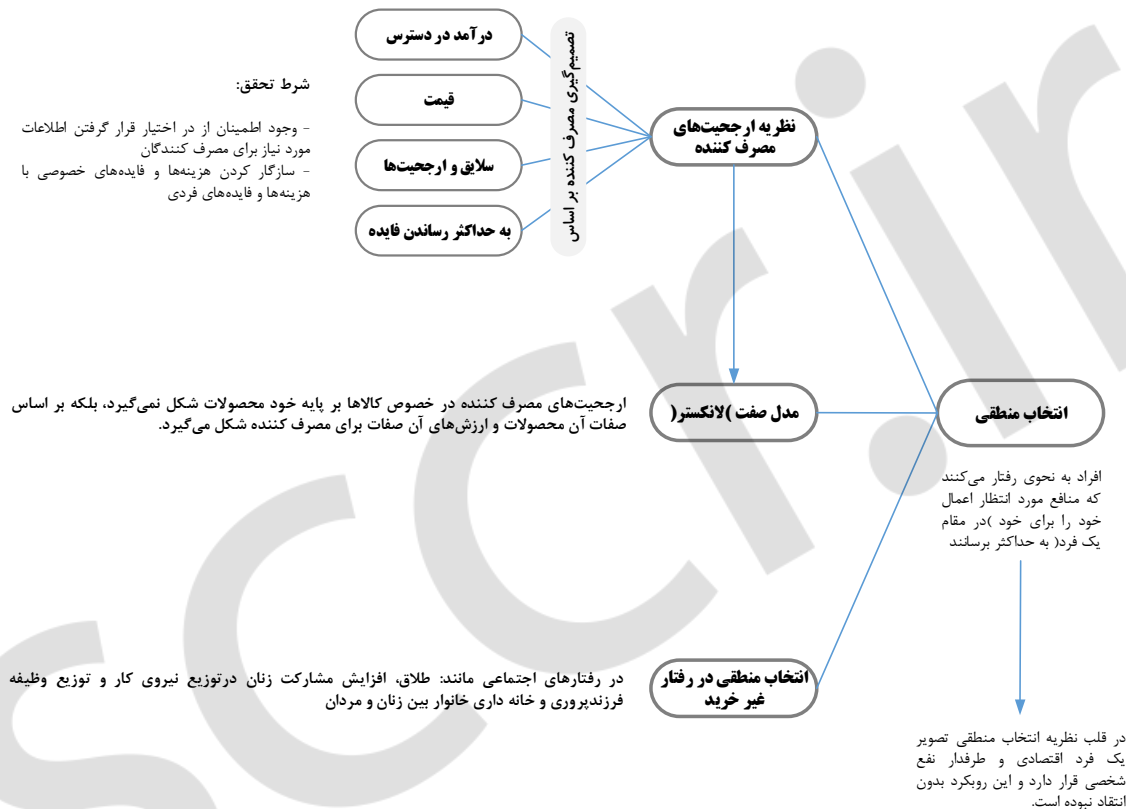 انتخاب منطقی
افراد به نحوی رفتار می‌کنند
که منافع مورد انتظار اعمال
خود را برای خود )در مقام
یک فرد( به حداکثر برسانند
در قلب نظریه انتخاب منطقی تصویر
یک فرد اقتصادی و طرفدار نفع
شخصی قرار دارد و این رویکرد بدون
انتقاد نبوده است.
نظریه ارجحیت‌های
مصرف کننده
تصمیم‌گیری مصرف کننده بر اساس
درآمد در دسترس
قیمت
سلایق و ارجحیت‌ها
به حداکثر رساندن فایده
شرط تحقق:
- وجود اطمینان از در اختیار قرار گرفتن اطلاعات
مورد نیاز برای مصرف کنندگان
- سازگار کردن هزینه‌ها و فایده‌های خصوصی با
هزینه‌ها و فایده‌های فردی
مدل صفت )لانکستر(
ارجحیت‌های مصرف کننده در خصوص کالاها بر پایه خود محصولات شکل نمی‌گیرد، بلکه بر اساس
صفات آن محصولات و ارزش‌های آن صفات برای مصرف کننده شکل می‌گیرد.
انتخاب منطقی در رفتار
غیر خرید
در رفتارهای اجتماعی مانند: طلاق، افزایش مشارکت زنان درتوزیع نیروی کار و توزیع وظیفه
فرزندپروری و خانه داری خانوار بین زنان و مردان
sccr.ir